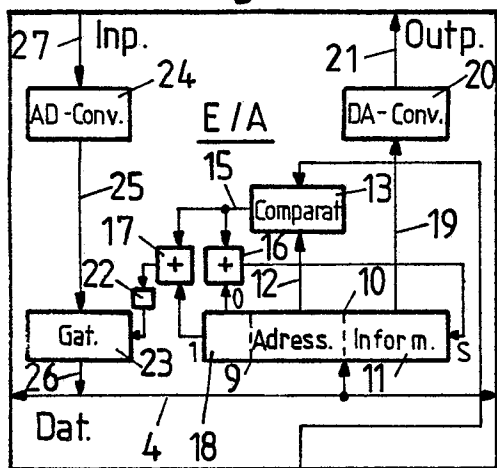 27 Inp. 21 Outp.
24 20
AD-Conv. DA-Conv.
E/A
15 13
25 Comparat 19
17 16
+ + 12 10
22 0
Gat. 1 Adress. Inform. S
23 9 11
26
Dat. 4 18